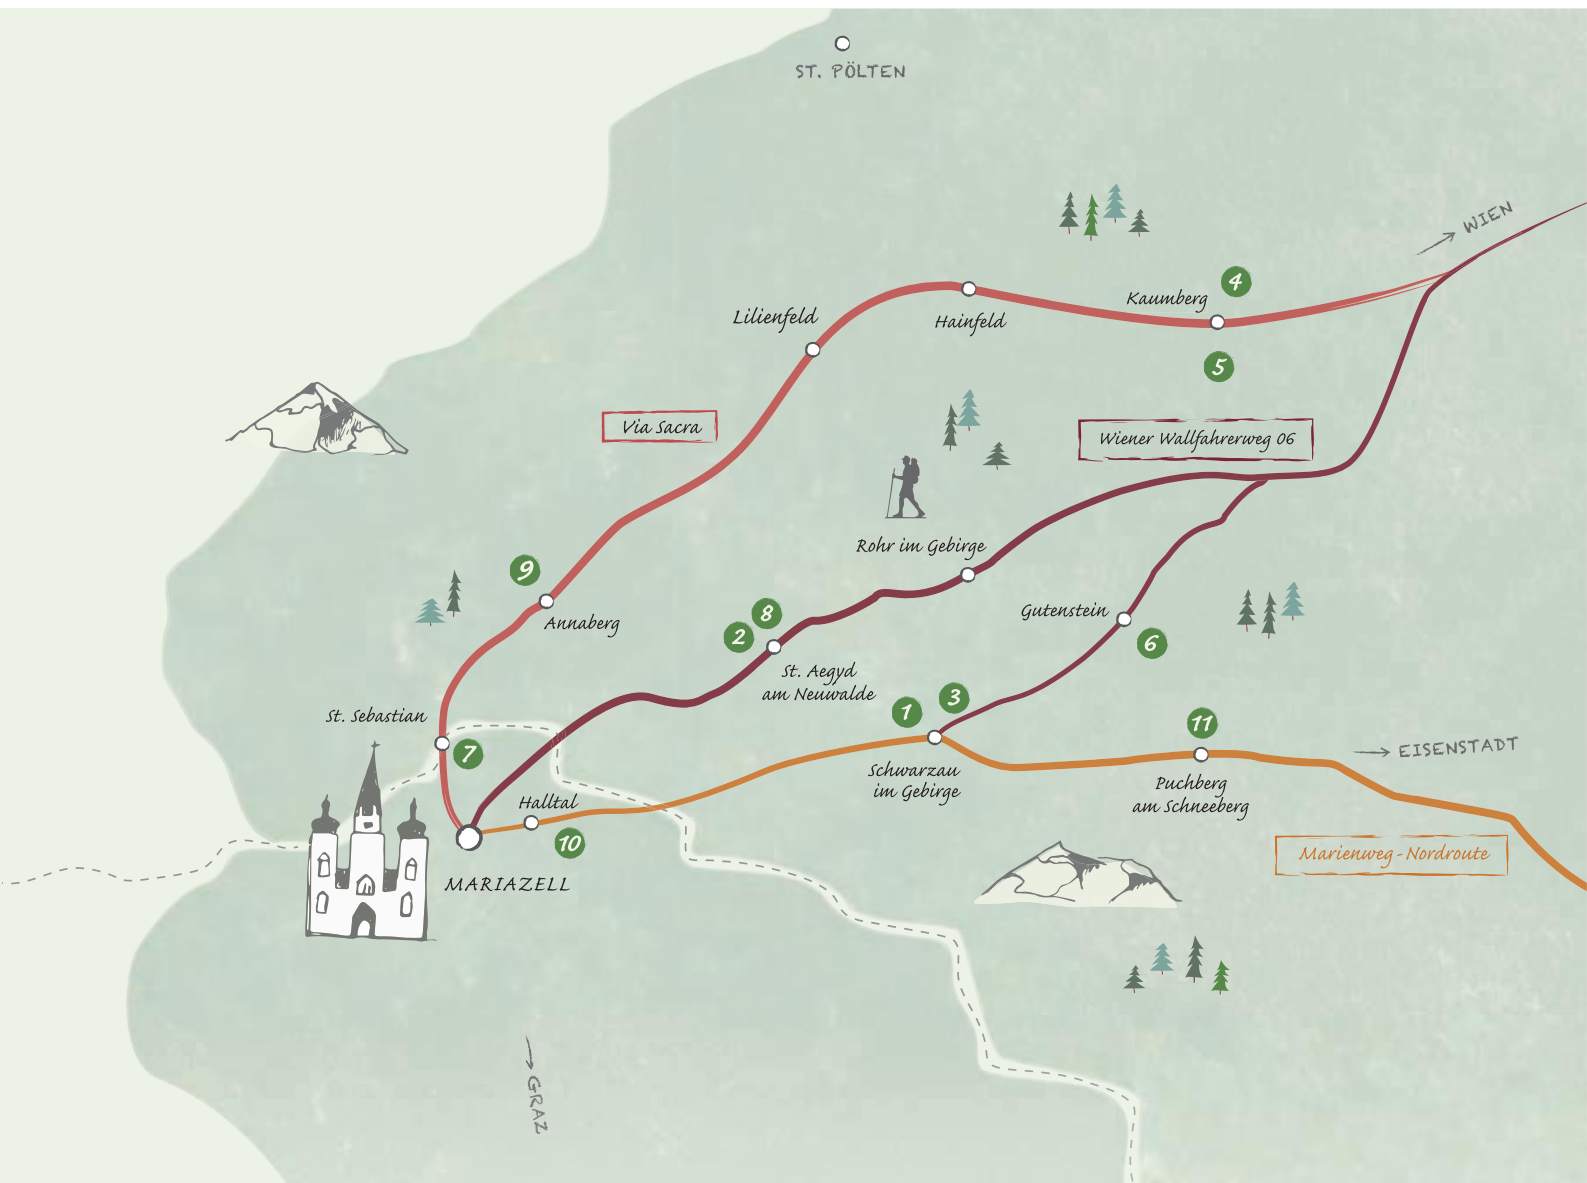 ST. PÖLTEN
WIEN
4
Kaumberg
Lilienfeld
Hainfeld
5
Via Sacra
Wiener Wallfahrerweg 06
Rohr im Gebirge
9
Annaberg
8
2
Gutenstein
6
St. Aegyd
am Neuwalde
3
1
St. Sebastian
7
11
EISENSTADT
Schwarzau
im Gebirge
Puchberg
am Schneeberg
Halltal
10
Marienweg-Nordroute
MARIAZELL
GRAZ